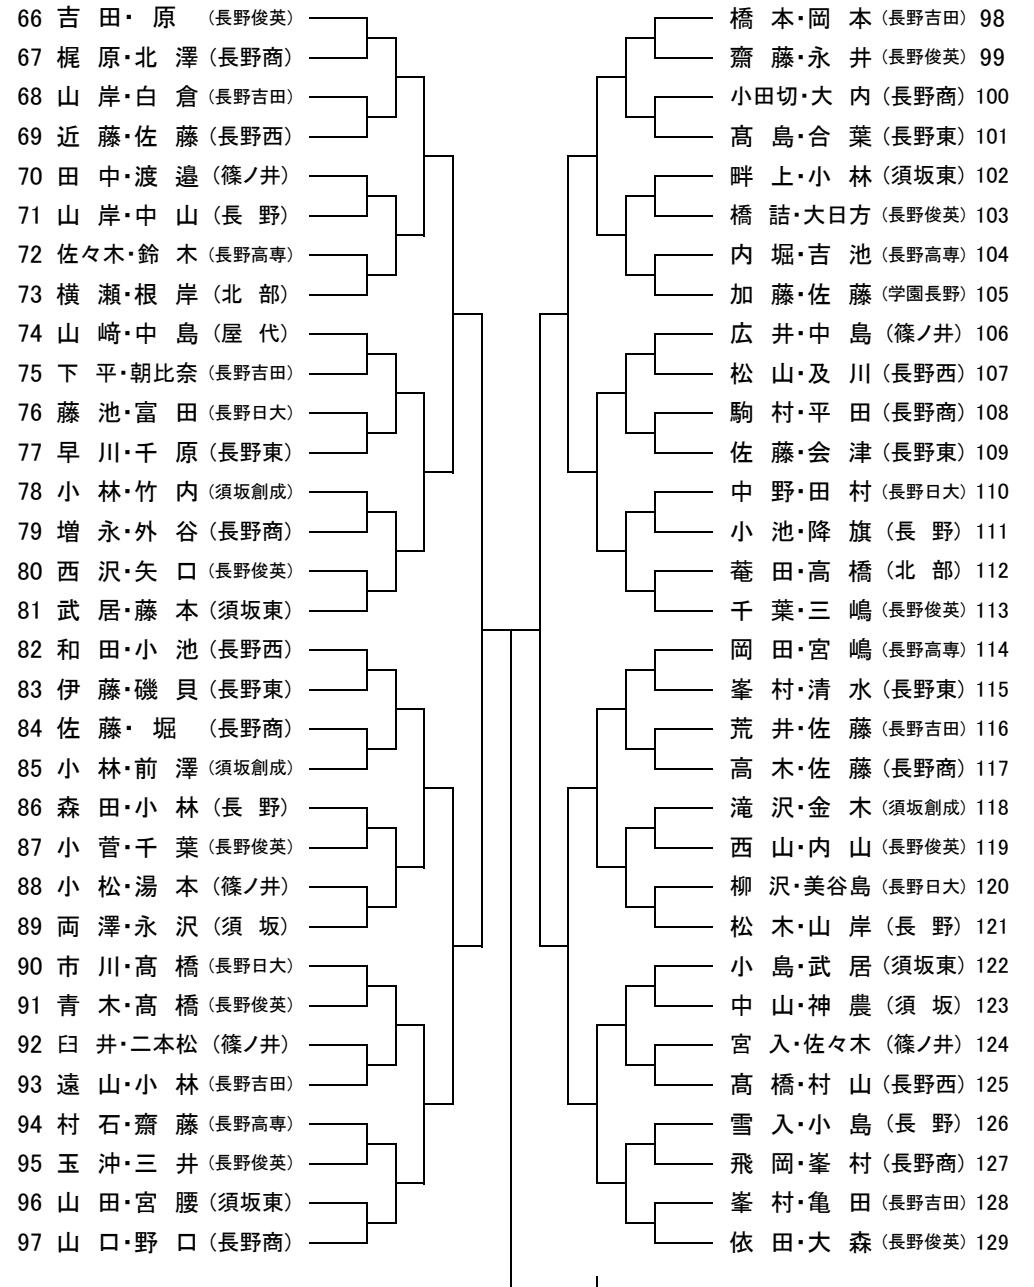 66 吉 田・ 原 (長野俊英)
67 梶 原・北 澤 (長野商)
68 山 岸・白 倉 (長野吉田)
69 近 藤・佐 藤 (長野西)
70 田 中・渡 邉 (篠ノ井)
71 山 岸・中 山 (長 野)
72 佐々木・鈴 木 (長野高専)
73 横 瀬・根 岸 (北 部)
74 山 﨑・中 島 (屋 代)
75 下 平・朝比奈 (長野吉田)
76 藤 池・富 田 (長野日大)
77 早 川・千 原 (長野東)
78 小 林・竹 内 (須坂創成)
79 増 永・外 谷 (長野商)
80 西 沢・矢 口 (長野俊英)
81 武 居・藤 本 (須坂東)
82 和 田・小 池 (長野西)
83 伊 藤・磯 貝 (長野東)
84 佐 藤・ 堀 (長野商)
85 小 林・前 澤 (須坂創成)
86 森 田・小 林 (長 野)
87 小 菅・千 葉 (長野俊英)
88 小 松・湯 本 (篠ノ井)
89 両 澤・永 沢 (須 坂)
90 市 川・髙 橋 (長野日大)
91 青 木・髙 橋 (長野俊英)
92 臼 井・二本松 (篠ノ井)
93 遠 山・小 林 (長野吉田)
94 村 石・齋 藤 (長野高専)
95 玉 沖・三 井 (長野俊英)
96 山 田・宮 腰 (須坂東)
97 山 口・野 口 (長野商)
橋 本・岡 本 (長野吉田) 98
齋 藤・永 井 (長野俊英) 99
小田切・大 内 (長野商) 100
髙 島・合 葉 (長野東) 101
畔 上・小 林 (須坂東) 102
橋 詰・大日方 (長野俊英) 103
内 堀・吉 池 (長野高専) 104
加 藤・佐 藤 (学園長野) 105
広 井・中 島 (篠ノ井) 106
松 山・及 川 (長野西) 107
駒 村・平 田 (長野商) 108
佐 藤・会 津 (長野東) 109
中 野・田 村 (長野日大) 110
小 池・降 旗 (長 野) 111
菴 田・高 橋 (北 部) 112
千 葉・三 嶋 (長野俊英) 113
岡 田・宮 嶋 (長野高専) 114
峯 村・清 水 (長野東) 115
荒 井・佐 藤 (長野吉田) 116
高 木・佐 藤 (長野商) 117
滝 沢・金 木 (須坂創成) 118
西 山・内 山 (長野俊英) 119
柳 沢・美谷島 (長野日大) 120
松 木・山 岸 (長 野) 121
小 島・武 居 (須坂東) 122
中 山・神 農 (須 坂) 123
宮 入・佐々木 (篠ノ井) 124
髙 橋・村 山 (長野西) 125
雪 入・小 島 (長 野) 126
飛 岡・峯 村 (長野商) 127
峯 村・亀 田 (長野吉田) 128
依 田・大 森 (長野俊英) 129